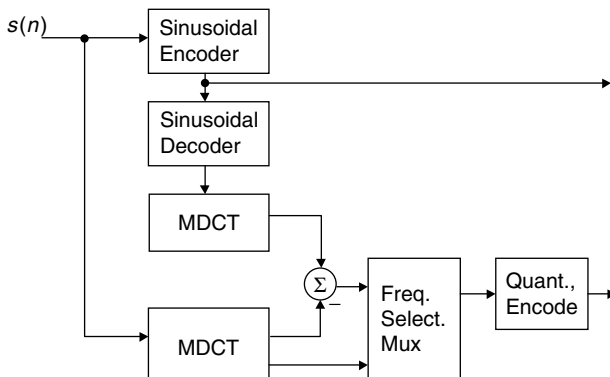 s(n)
Sinusoidal
Encoder
Sinusoidal
Decoder
MDCT
Σ
−
MDCT
Freq.
Select.
Mux
Quant.,
Encode